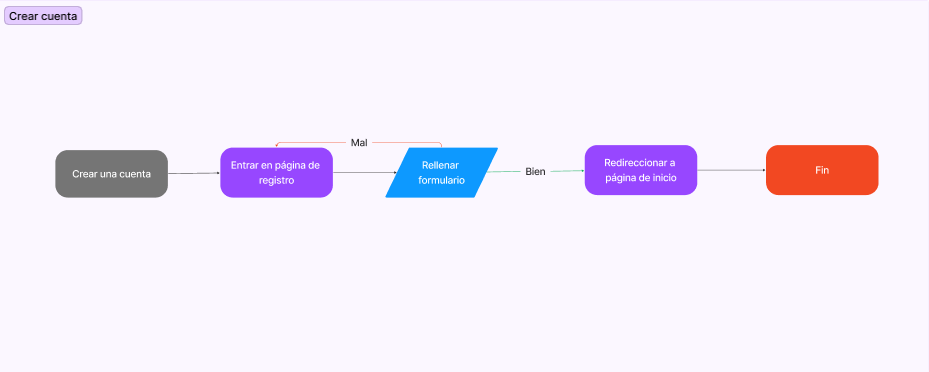 Crear cuenta
Crear una cuenta
Entrar en página de
registro
Mal
Rellenar
formulario
Bien
Redireccionar a
página de inicio
Fin